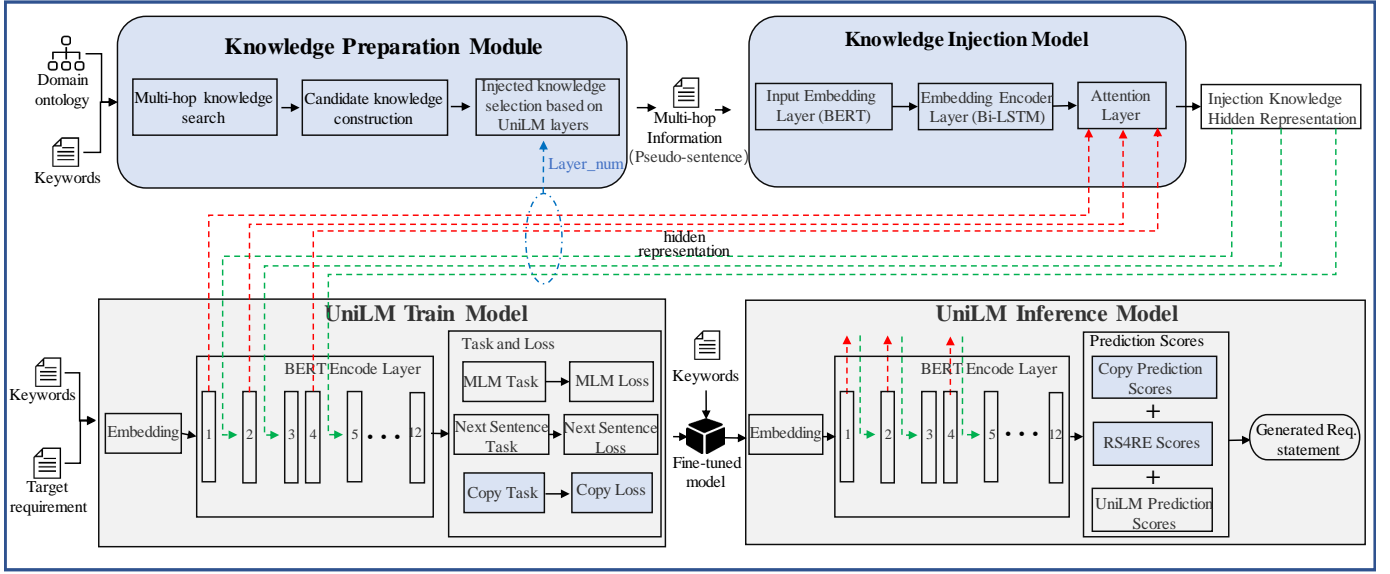 Knowledge Preparation Module
Domain
ontology
Keywords
Multi-hop knowledge
search
Candidate knowledge
construction
Injected knowledge
selection based on
UniLM layers
Layer_num
Multi-hop
Information
(Pseudo-sentence)
Knowledge Injection Model
Input Embedding
Layer (BERT)
Embedding Encoder
Layer (Bi-LSTM)
Attention
Layer
Injection Knowledge
Hidden Representation
hidden
representation
UniLM Train Model
Keywords
Target
requirement
Embedding
BERT Encode Layer
1
2
3
4
5
• • •
12
Task and Loss
MLM Task
MLM Loss
Next Sentence
Task
Next Sentence
Loss
Copy Task
Copy Loss
Keywords
Fine-tuned
model
UniLM Inference Model
Embedding
BERT Encode Layer
1
2
3
4
5
• • •
12
Prediction Scores
Copy Prediction
Scores
+
RS4RE Scores
+
UniLM Prediction
Scores
Generated Req.
statement